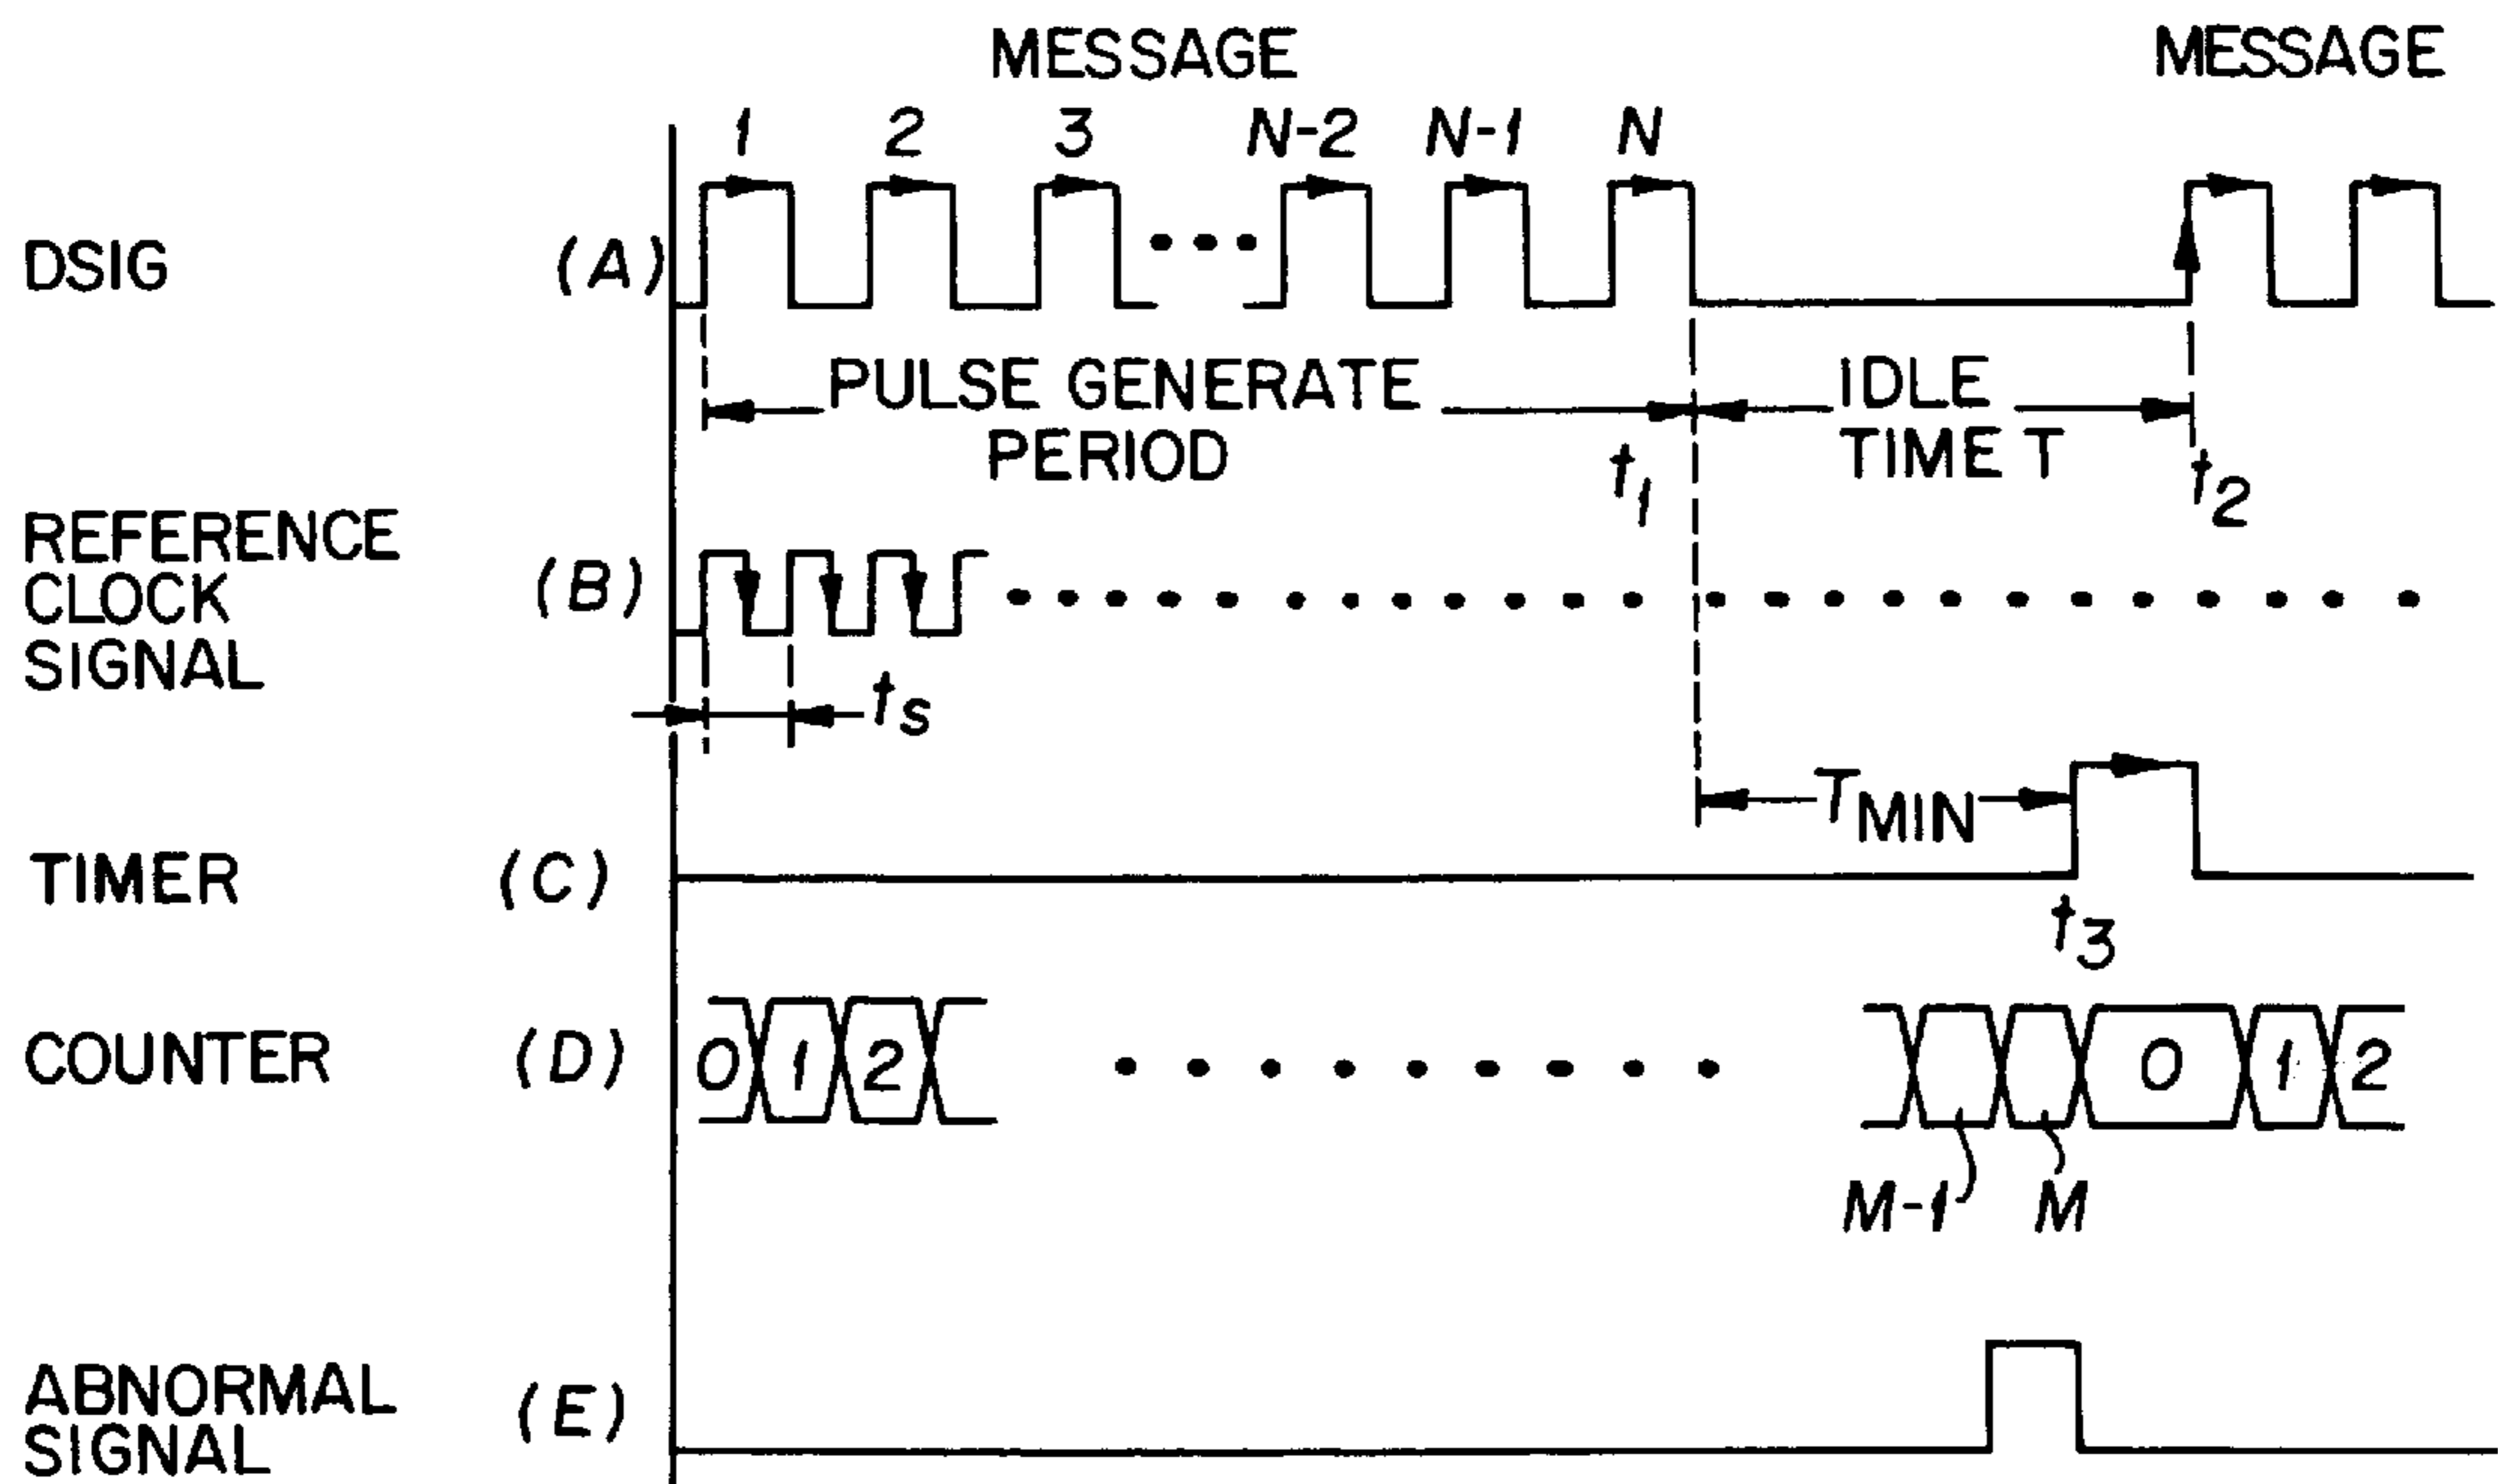 MESSAGE MESSAGE
1 2 3 N-2 N-1 N
DSIG (A)
PULSE GENERATE PERIOD
IDLE TIME T
t1 t2
REFERENCE CLOCK SIGNAL (B)
ts
TMIN
TIMER (C)
t3
COUNTER (D) 0 1 2 0 1 2
M-1 M
ABNORMAL SIGNAL (E)